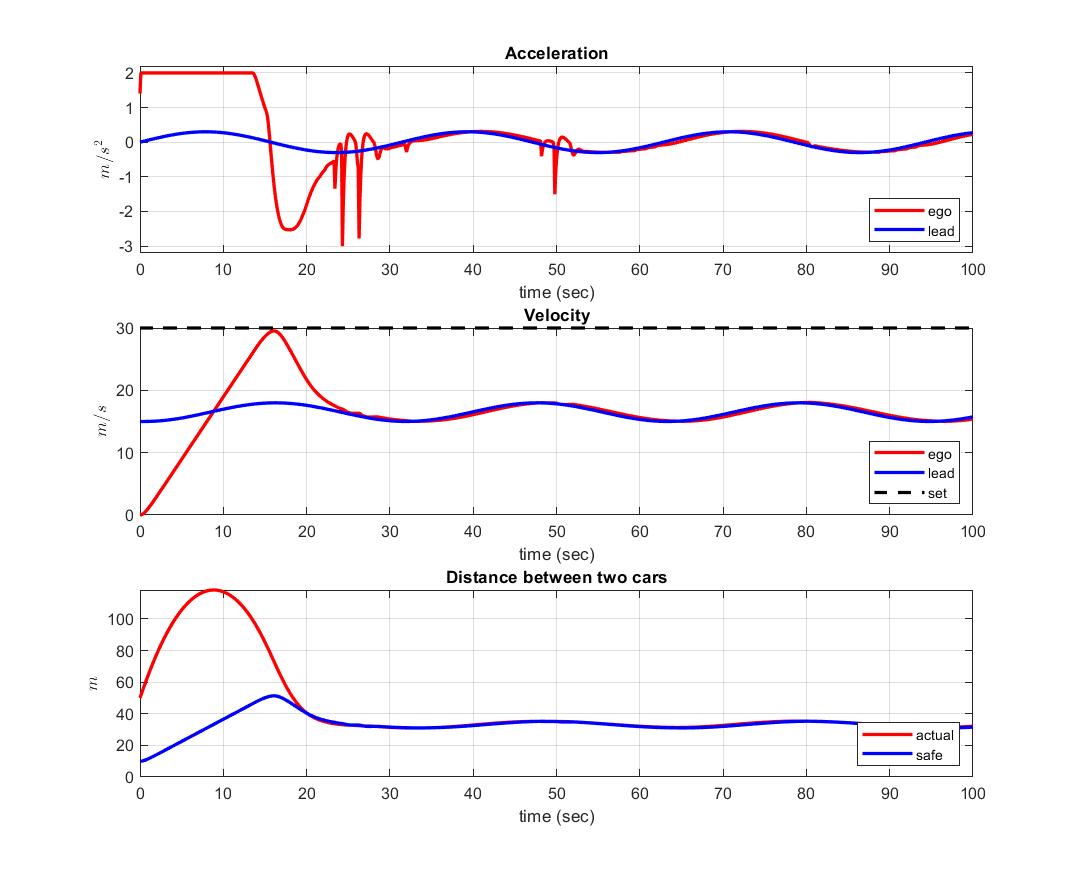 Acceleration
m/s²
2
1
0
-1
-2
-3
ego
lead
0 10 20 30 40 50 60 70 80 90 100
time (sec)
Velocity
m/s
30
20
10
0
ego
lead
set
0 10 20 30 40 50 60 70 80 90 100
time (sec)
Distance between two cars
m
100
80
60
40
20
0
actual
safe
0 10 20 30 40 50 60 70 80 90 100
time (sec)